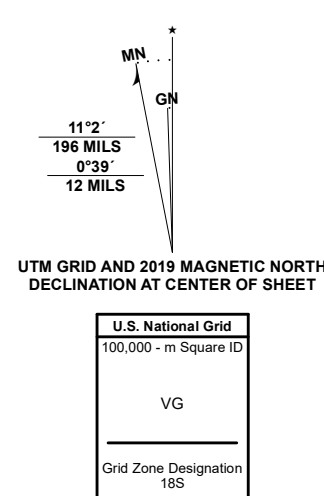 ★
MN
GN
11°2´
196 MILS
0°39´
12 MILS
UTM GRID AND 2019 MAGNETIC NORTH
DECLINATION AT CENTER OF SHEET
U.S. National Grid
100,000 - m Square ID
VG
Grid Zone Designation
18S